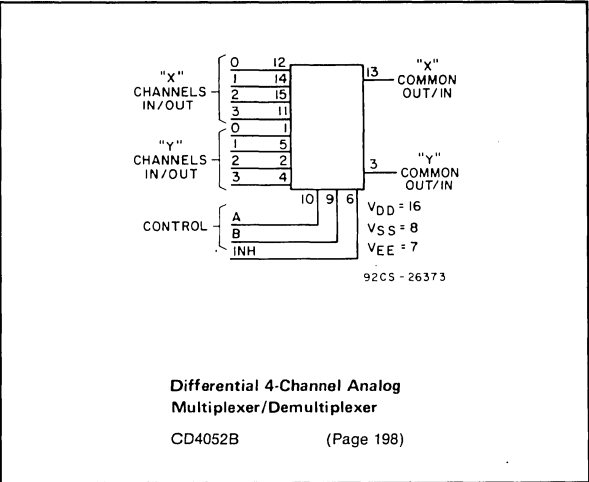 "X"
CHANNELS
IN/OUT
0 12
1 14
2 15
3 11
"Y"
CHANNELS
IN/OUT
0 1
1 5
2 2
3 4
13 "X"
COMMON
OUT/IN
3 "Y"
COMMON
OUT/IN
10 9 6
CONTROL
A
B
INH
VDD = 16
VSS = 8
VEE = 7
92CS-26373
Differential 4-Channel Analog
Multiplexer/Demultiplexer
CD4052B (Page 198)